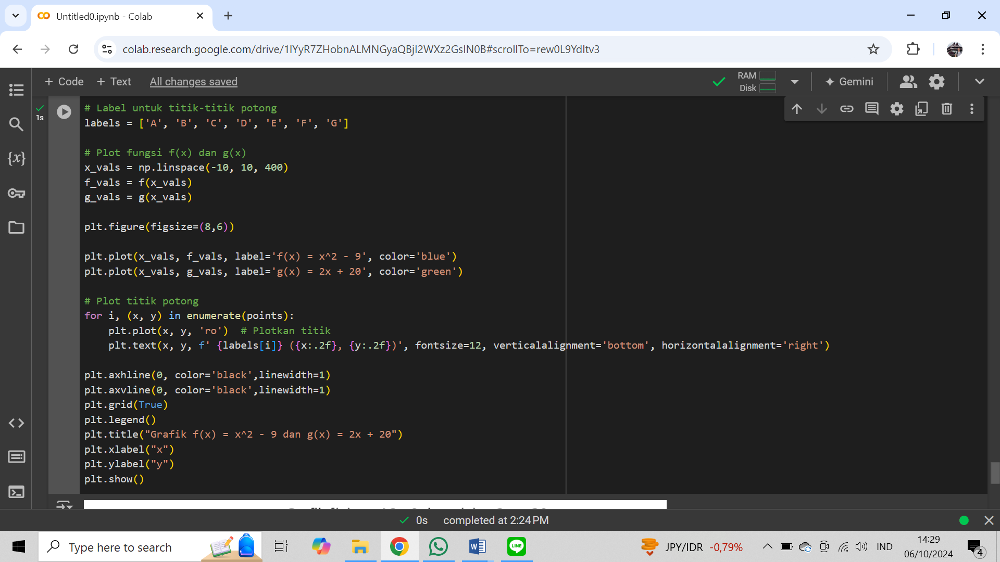 Untitled0.ipynb - Colab
colab.research.google.com/drive/1lYyR7ZHobnALMNGyaQBjI2WXz2GsIN0B#scrollTo=rew0L9Ydltv3
+ Code + Text All changes saved
RAM
Disk
Gemini
1s
# Label untuk titik-titik potong
labels = ['A', 'B', 'C', 'D', 'E', 'F', 'G']
# Plot fungsi f(x) dan g(x)
x_vals = np.linspace(-10, 10, 400)
f_vals = f(x_vals)
g_vals = g(x_vals)
plt.figure(figsize=(8,6))
plt.plot(x_vals, f_vals, label='f(x) = x^2 - 9', color='blue')
plt.plot(x_vals, g_vals, label='g(x) = 2x + 20', color='green')
# Plot titik potong
for i, (x, y) in enumerate(points):
    plt.plot(x, y, 'ro')  # Plotkan titik
    plt.text(x, y, f' {labels[i]} ({x:.2f}, {y:.2f})', fontsize=12, verticalalignment='bottom', horizontalalignment='right')
plt.axhline(0, color='black',linewidth=1)
plt.axvline(0, color='black',linewidth=1)
plt.grid(True)
plt.legend()
plt.title("Grafik f(x) = x^2 - 9 dan g(x) = 2x + 20")
plt.xlabel("x")
plt.ylabel("y")
plt.show()
0s completed at 2:24 PM
Type here to search
LINE
JPY/IDR -0,79%
IND
14:29
06/10/2024
4